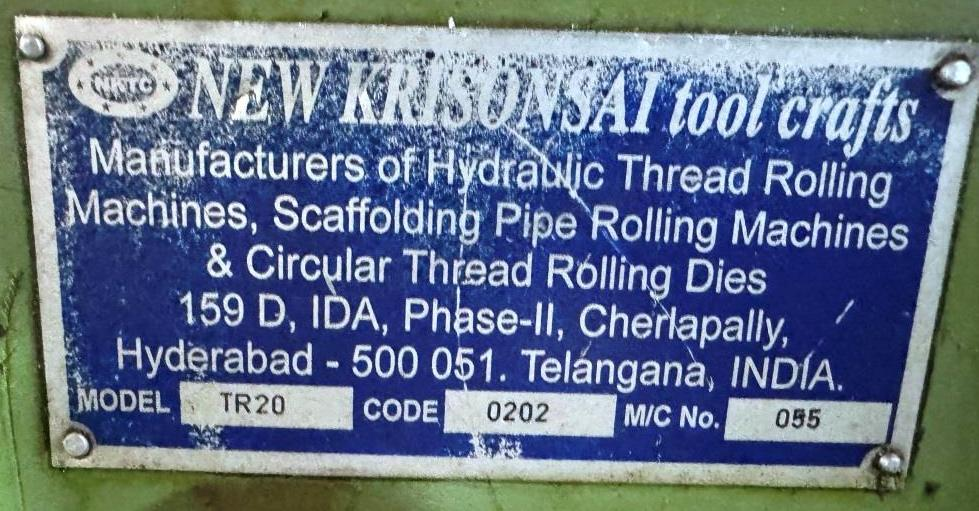 NKTC
NEW KRISONSAI tool crafts
Manufacturers of Hydraulic Thread Rolling
Machines, Scaffolding Pipe Rolling Machines
& Circular Thread Rolling Dies
159 D, IDA, Phase-II, Cherlapally,
Hyderabad - 500 051. Telangana, INDIA.
MODEL TR20 CODE 0202 M/C No. 055